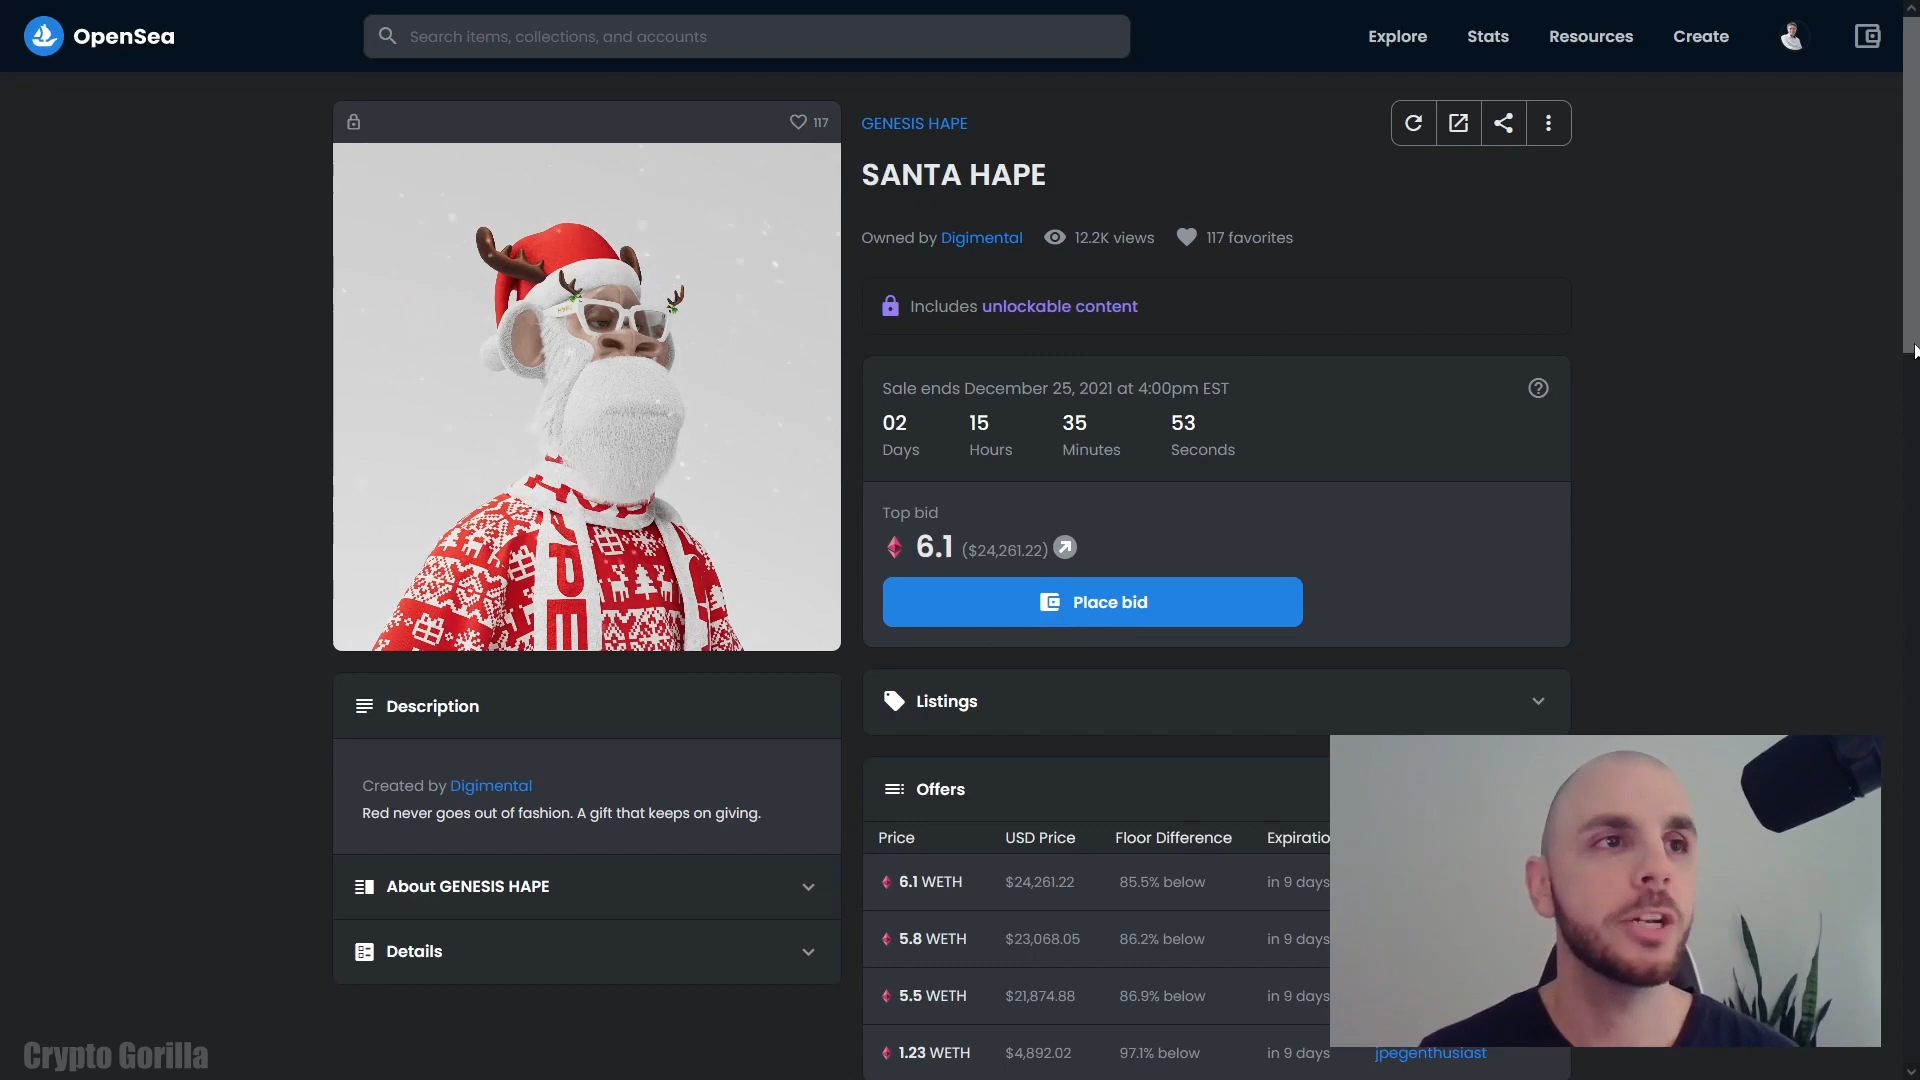 OpenSea
Search items, collections, and accounts
Explore
Stats
Resources
Create
117
GENESIS HAPE
SANTA HAPE
Owned by Digimental
12.2K views
117 favorites
Includes unlockable content
Sale ends December 25, 2021 at 4:00pm EST
02 15 35 53
Days Hours Minutes Seconds
Top bid
6.1 ($24,261.22)
Place bid
Listings
Description
Created by Digimental
Red never goes out of fashion. A gift that keeps on giving.
About GENESIS HAPE
Details
Offers
Price USD Price Floor Difference Expiratio
6.1 WETH $24,261.22 85.5% below in 9 days
5.8 WETH $23,068.05 86.2% below in 9 days
5.5 WETH $21,874.88 86.9% below in 9 days
1.23 WETH $4,892.02 97.1% below in 9 days jpegenthusiast
Crypto Gorilla